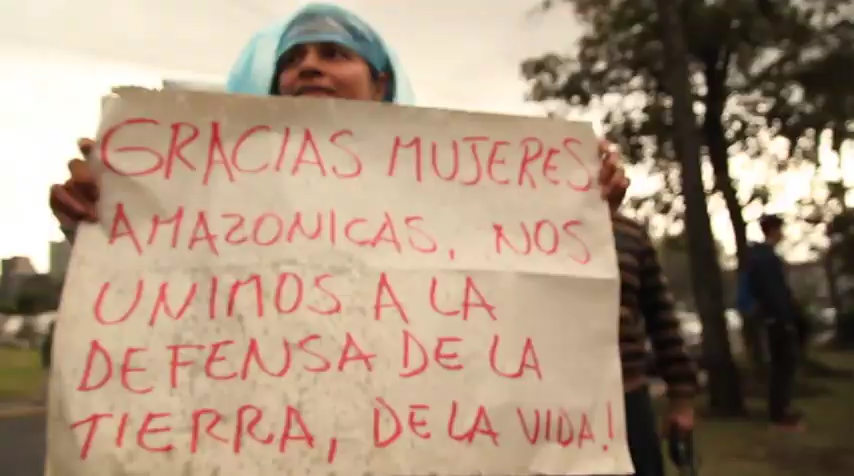 GRACIAS MUJERES
AMAZONICAS, NOS
UNIMOS A LA
DEFENSA DE LA
TIERRA, DE LA VIDA!